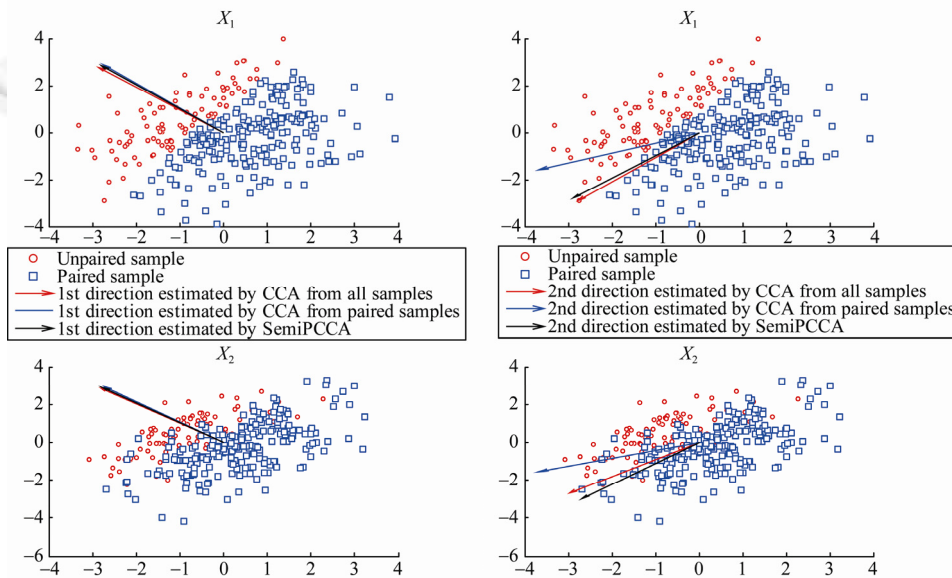 X1
X1
4
2
0
−2
−4
−4 −3 −2 −1 0 1 2 3 4
4
2
0
−2
−4
−4 −3 −2 −1 0 1 2 3 4
Unpaired sample
Paired sample
1st direction estimated by CCA from all samples
1st direction estimated by CCA from paired samples
1st direction estimated by SemiPCCA
Unpaired sample
Paired sample
2nd direction estimated by CCA from all samples
2nd direction estimated by CCA from paired samples
2nd direction estimated by SemiPCCA
X2
X2
4
2
0
−2
−4
−6
−4 −3 −2 −1 0 1 2 3 4
4
2
0
−2
−4
−6
−4 −3 −2 −1 0 1 2 3 4